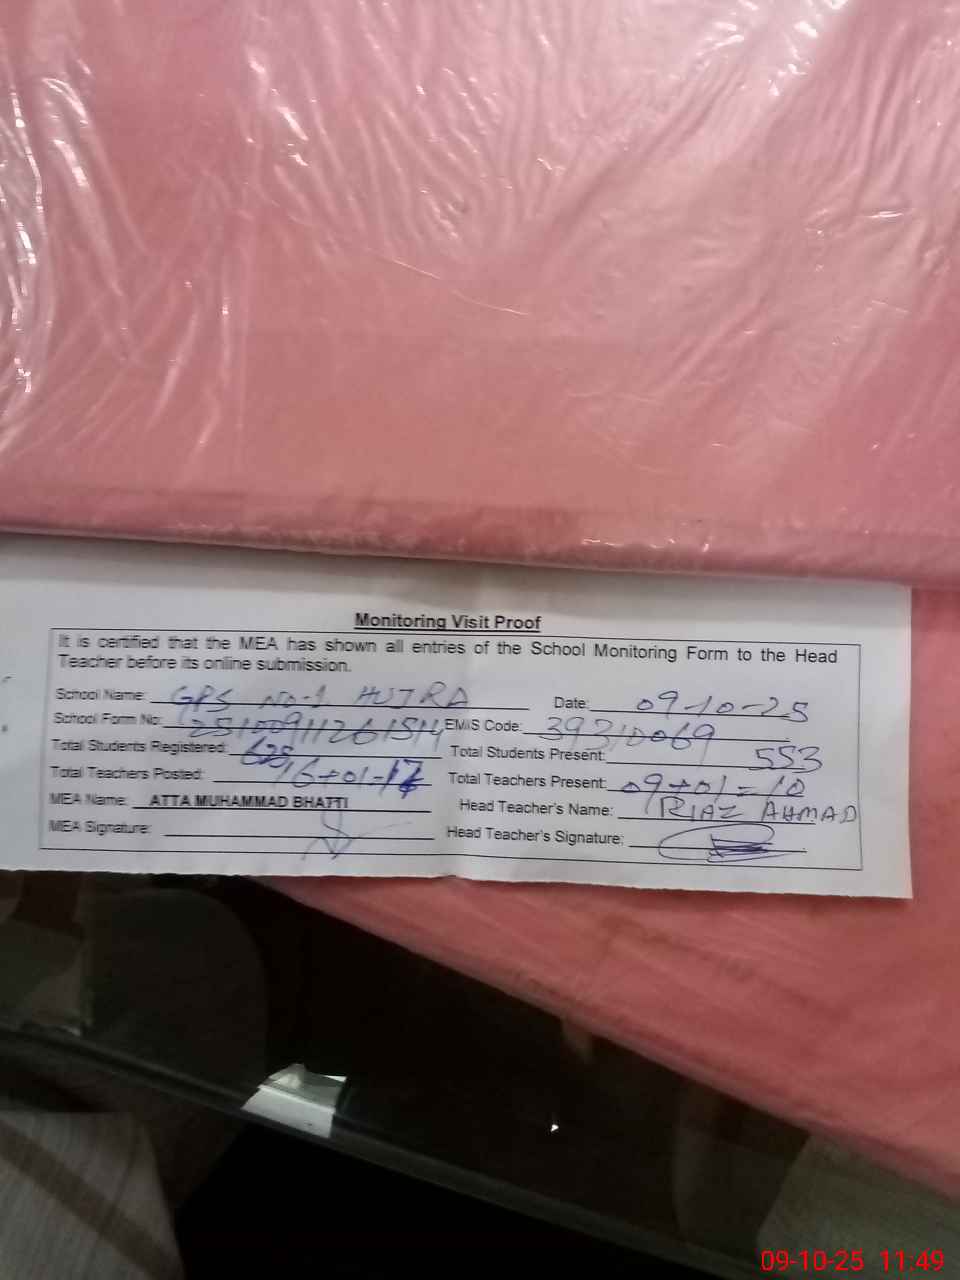 Monitoring Visit Proof
It is certified that the MEA has shown all entries of the School Monitoring Form to the Head
Teacher before its online submission.
School Name: GPS NO-1 HUJRA Date: 09-10-25
School Form No: 251009112615114 EMIS Code: 39310069
Total Students Registered: 625 Total Students Present: 553
Total Teachers Posted: 16+01-17 Total Teachers Present: 09+01=10
MEA Name: ATTA MUHAMMAD BHATTI Head Teacher's Name: RIAZ AHMAD
MEA Signature: Head Teacher's Signature:
09-10-25 11:49